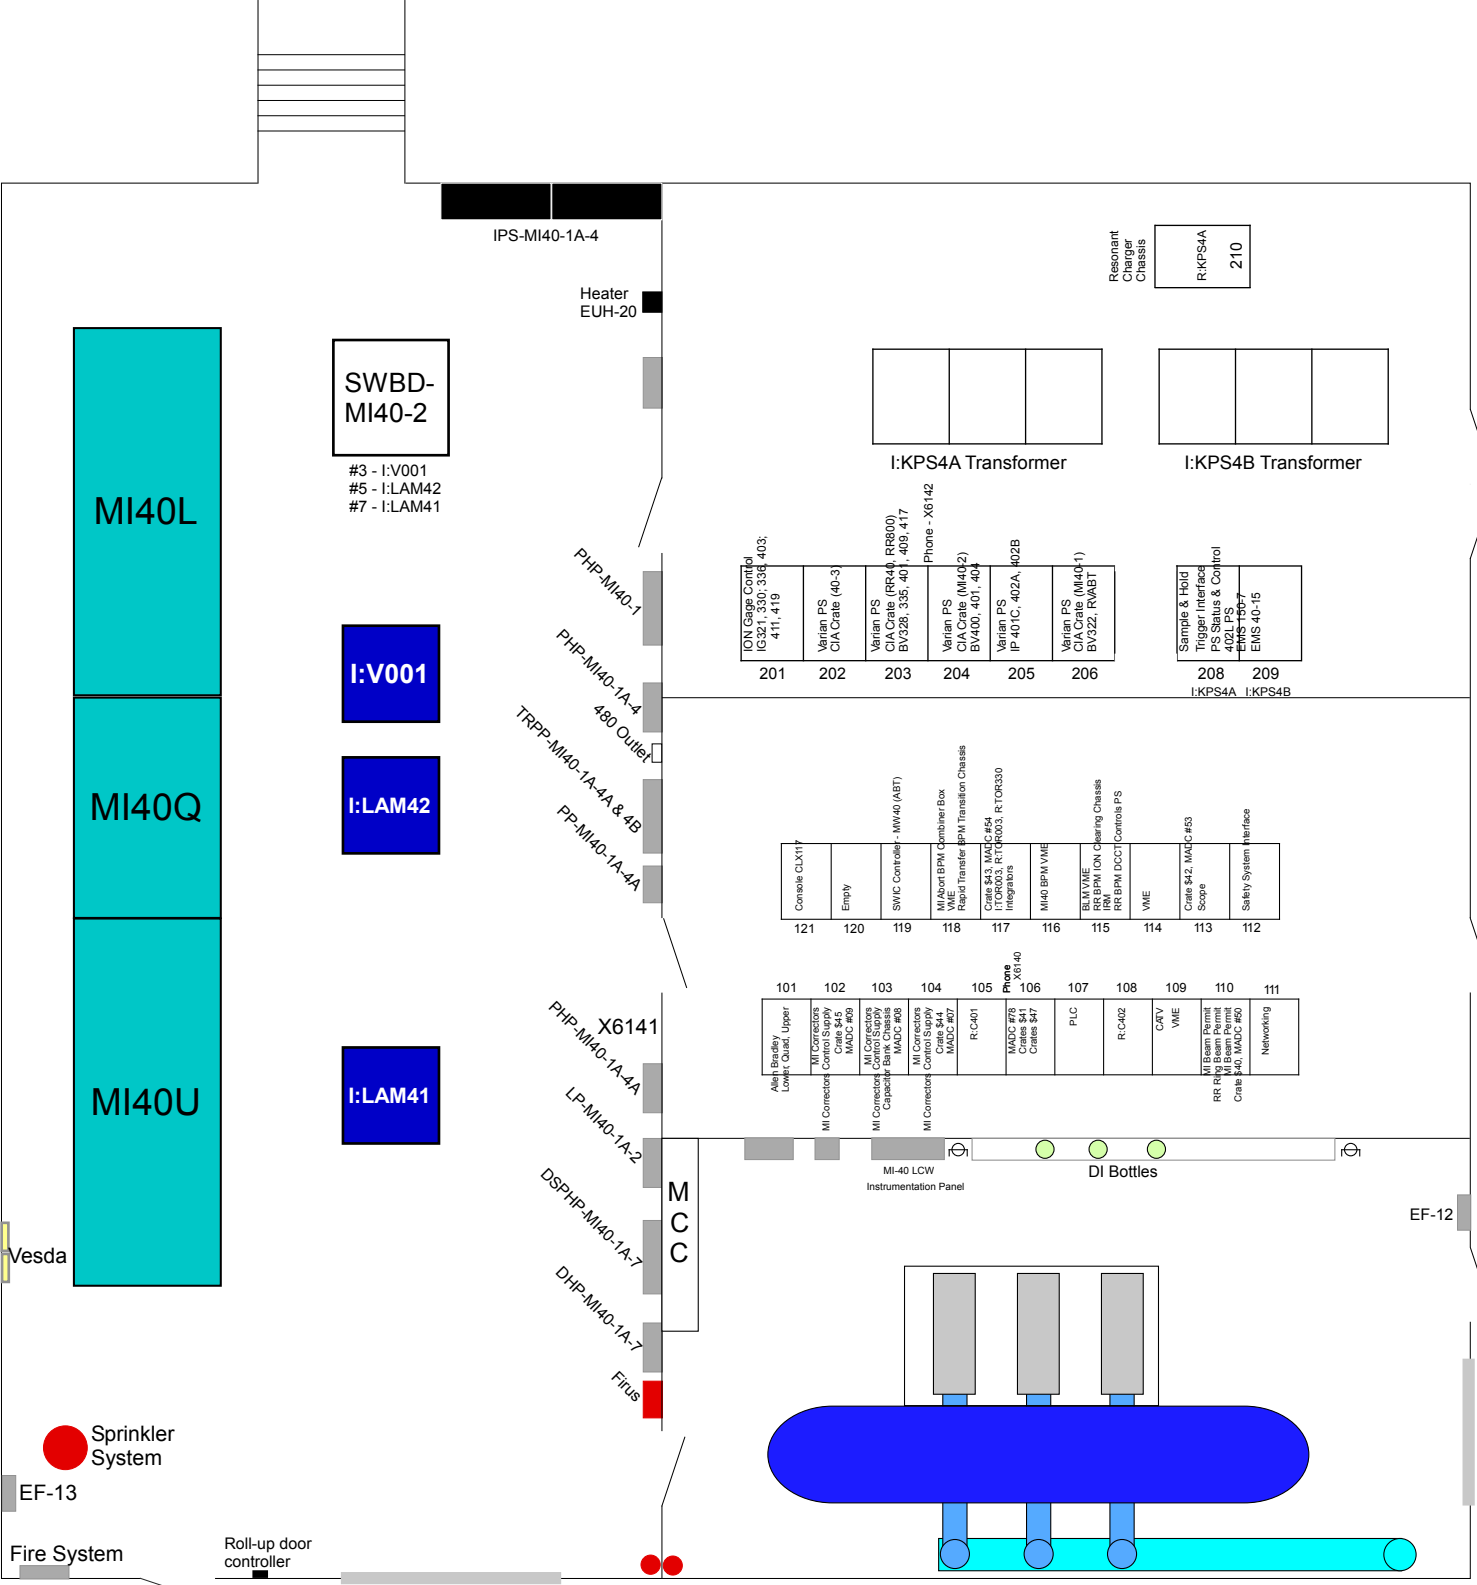 IPS-MI40-1A-4
Resonant
Charger
Chassis
R:KPS4A
210
Heater
EUH-20
SWBD-
MI40-2
#3 - I:V001
#5 - I:LAM42
#7 - I:LAM41
I:KPS4A Transformer
I:KPS4B Transformer
MI40L
MI40Q
MI40U
I:V001
I:LAM42
I:LAM41
PHP-MI40-1
PHP-MI40-1A-4
480 Outlet
TRPP-MI40-1A-4A & 4B
PP-MI40-1A-4A
X6141
PHP-MI40-1A-4A
LP-MI40-1A-2
DSPHP-MI40-1A-7
DHP-MI40-1A-7
Firus
Phone - X6142
ION Gage Control
IG321, 330; 336, 403;
411, 419
Varian PS
CIA Crate (40-3)
Varian PS
CIA Crate (RR40, RR800)
BV328, 335, 401, 409, 417
Varian PS
CIA Crate (MI40-2)
BV400, 401, 404
Varian PS
IP 401C, 402A, 402B
Varian PS
CIA Crate (MI40-1)
BV322, RVABT
Sample & Hold
Trigger Interface
PS Status & Control
402L PS
EMS 150-7
EMS 40-15
201
202
203
204
205
206
208
209
I:KPS4A
I:KPS4B
Console CLX117
Empty
SWIC Controller - MW40 (ABT)
MI Abort BPM Combiner Box
VME
Rapid Transfer BPM Transition Chassis
Crate $43, MADC #54
I:TOR003, R:TOR003, R:TOR330
Integrators
MI40 BPM VME
BLM VME
RR BPM ION Clearing Chassis
IRM
RR BPM DCCT Controls PS
VME
Crate $42, MADC #53
Scope
Safety System Interface
121
120
119
118
117
116
115
114
113
112
Phone
X6140
101
102
103
104
105
106
107
108
109
110
111
Allen Bradley
Lower, Quad, Upper
MI Correctors
MI Correctors Control Supply
Crate $45
MADC #09
MI Correctors
MI Correctors Control Supply
Capacitor Bank Chassis
MADC #08
MI Correctors
MI Correctors Control Supply
Crate $44
MADC #07
R:C401
MADC #78
Crates $41
Crates $47
PLC
R:C402
CATV
VME
MI Beam Permit
RR Ring Beam Permit
MI Beam Permit
Crate $40, MADC #50
Networking
MI-40 LCW
Instrumentation Panel
DI Bottles
M
C
C
EF-12
Vesda
Sprinkler
System
EF-13
Fire System
Roll-up door
controller